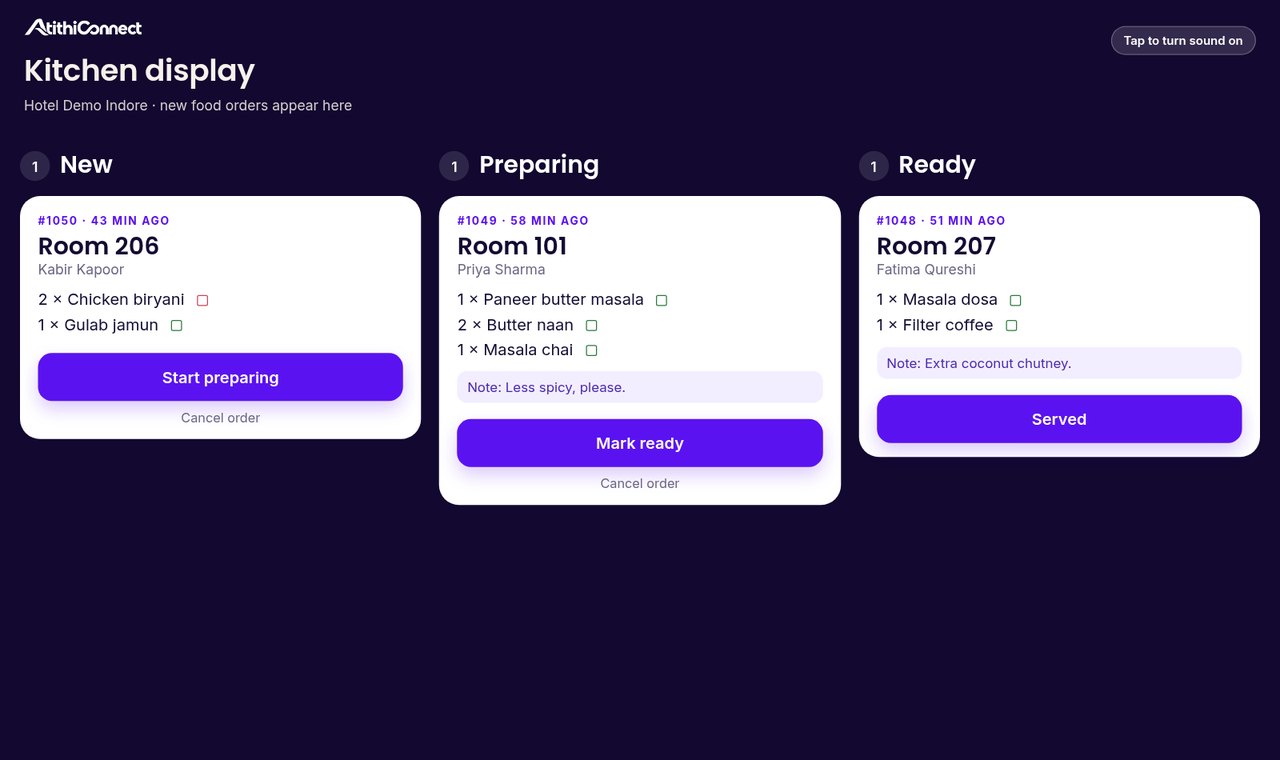 AtithiConnect
Tap to turn sound on
Kitchen display
Hotel Demo Indore · new food orders appear here
1 New
#1050 · 43 MIN AGO
Room 206
Kabir Kapoor
2 × Chicken biryani
1 × Gulab jamun
Start preparing
Cancel order
1 Preparing
#1049 · 58 MIN AGO
Room 101
Priya Sharma
1 × Paneer butter masala
2 × Butter naan
1 × Masala chai
Note: Less spicy, please.
Mark ready
Cancel order
1 Ready
#1048 · 51 MIN AGO
Room 207
Fatima Qureshi
1 × Masala dosa
1 × Filter coffee
Note: Extra coconut chutney.
Served